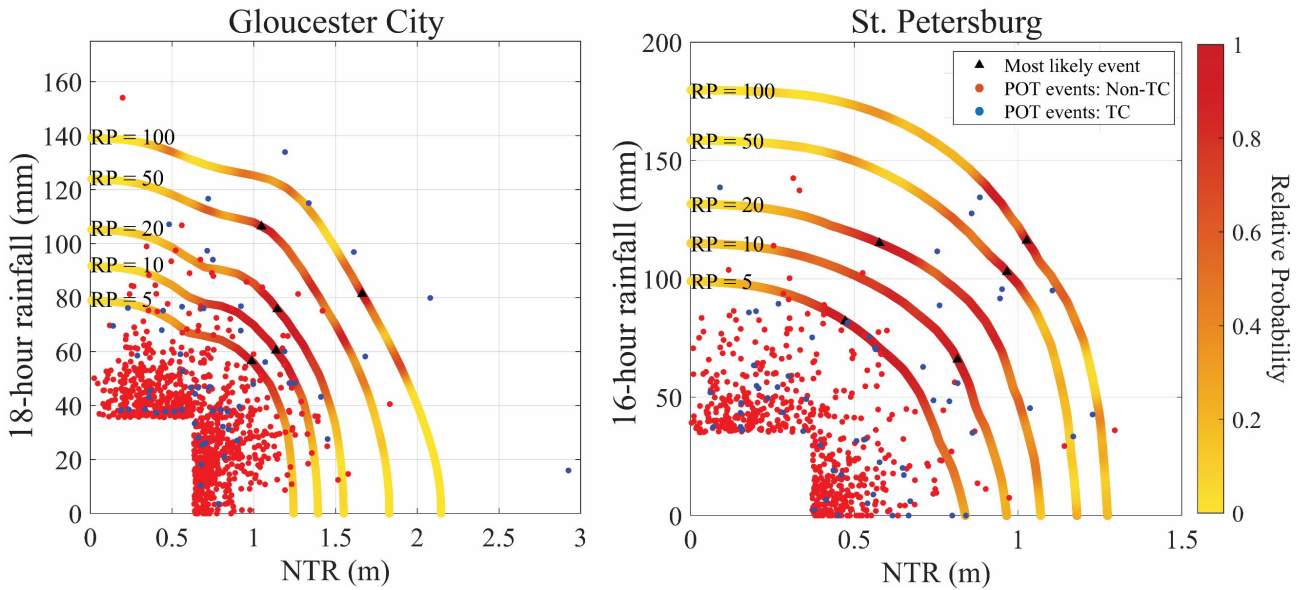 Gloucester City
18-hour rainfall (mm)
160
140
120
100
80
60
40
20
0
RP = 100
RP = 50
RP = 20
RP = 10
RP = 5
0
0.5
1
1.5
2
2.5
3
NTR (m)
St. Petersburg
16-hour rainfall (mm)
200
150
100
50
0
RP = 100
RP = 50
RP = 20
RP = 10
RP = 5
Most likely event
POT events: Non-TC
POT events: TC
0.5
1
1.5
NTR (m)
1
0.8
0.6
0.4
0.2
0
Relative Probability